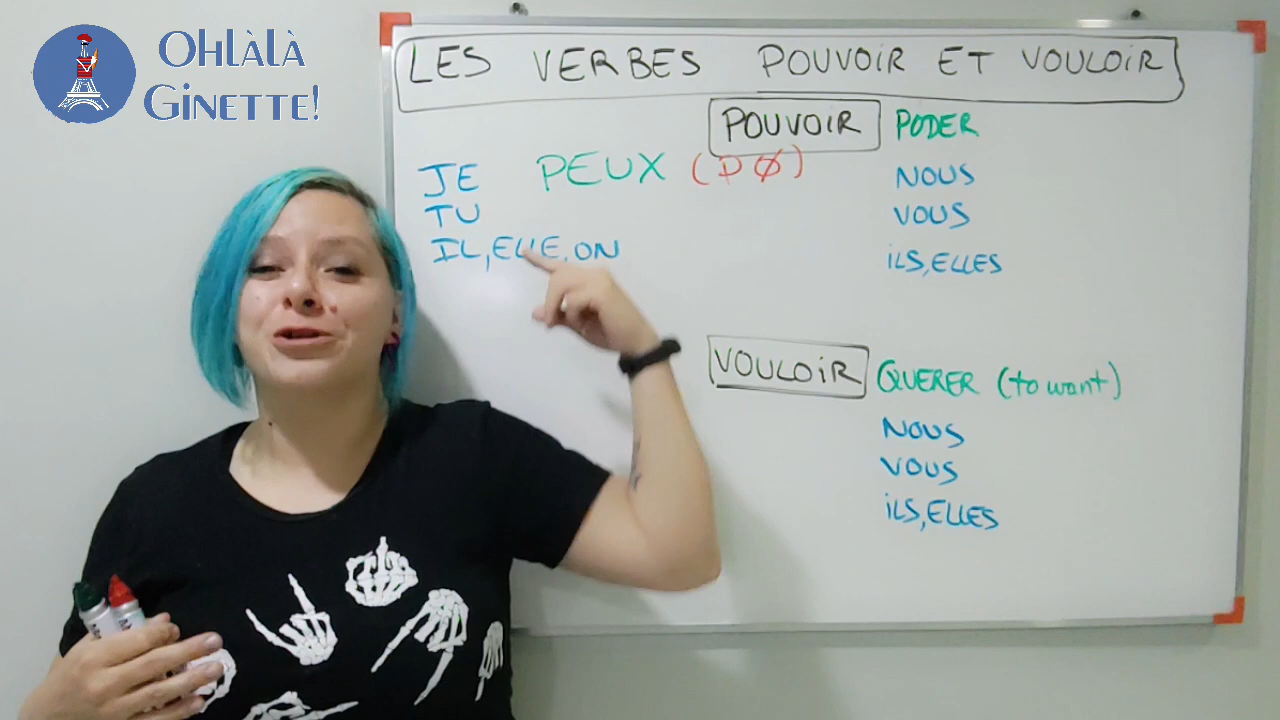 OHLÀLÀ
GINETTE!
LES VERBES POUVOIR ET VOULOIR
POUVOIR PODER
JE PEUX (PØ)
TU
IL, ELLE, ON
NOUS
VOUS
ILS, ELLES
VOULOIR QUERER (to want)
NOUS
VOUS
ILS, ELLES